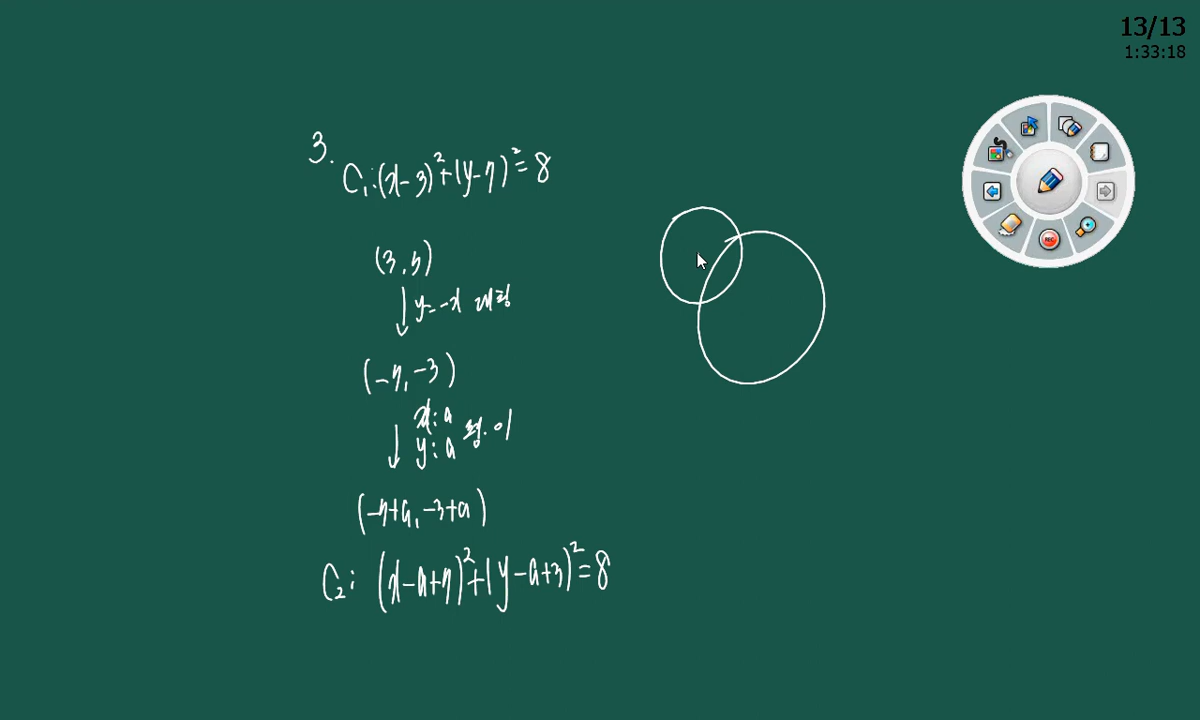 13/13
1:33:18
3.
C₁:(x-3)²+(y-7)²=8
(3,7)
↓ y=-x 대칭
(-7,-3)
x:a
↓ 평.이
y:a
(-7+a,-3+a)
C₂: (x-a+7)²+(y-a+3)²=8
REC